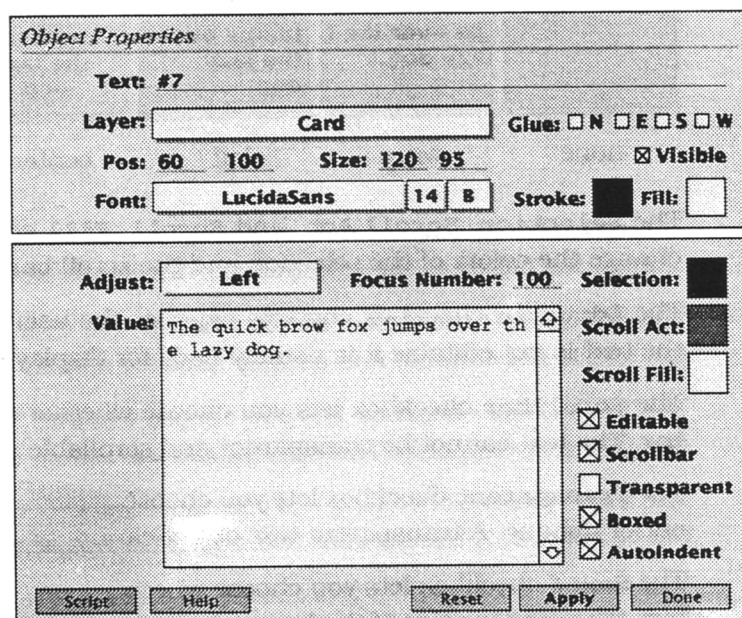 Object Properties
Text: #7
Layer: Card Glue: N E S W
Pos: 60 100 Size: 120 95 Visible
Font: LucidaSans 14 B Stroke: Fill:
Adjust: Left Focus Number: 100 Selection:
Value: The quick brow fox jumps over th
e lazy dog.
Scroll Act:
Scroll Fill:
Editable
Scrollbar
Transparent
Boxed
AutoIndent
Script Help Reset Apply Done